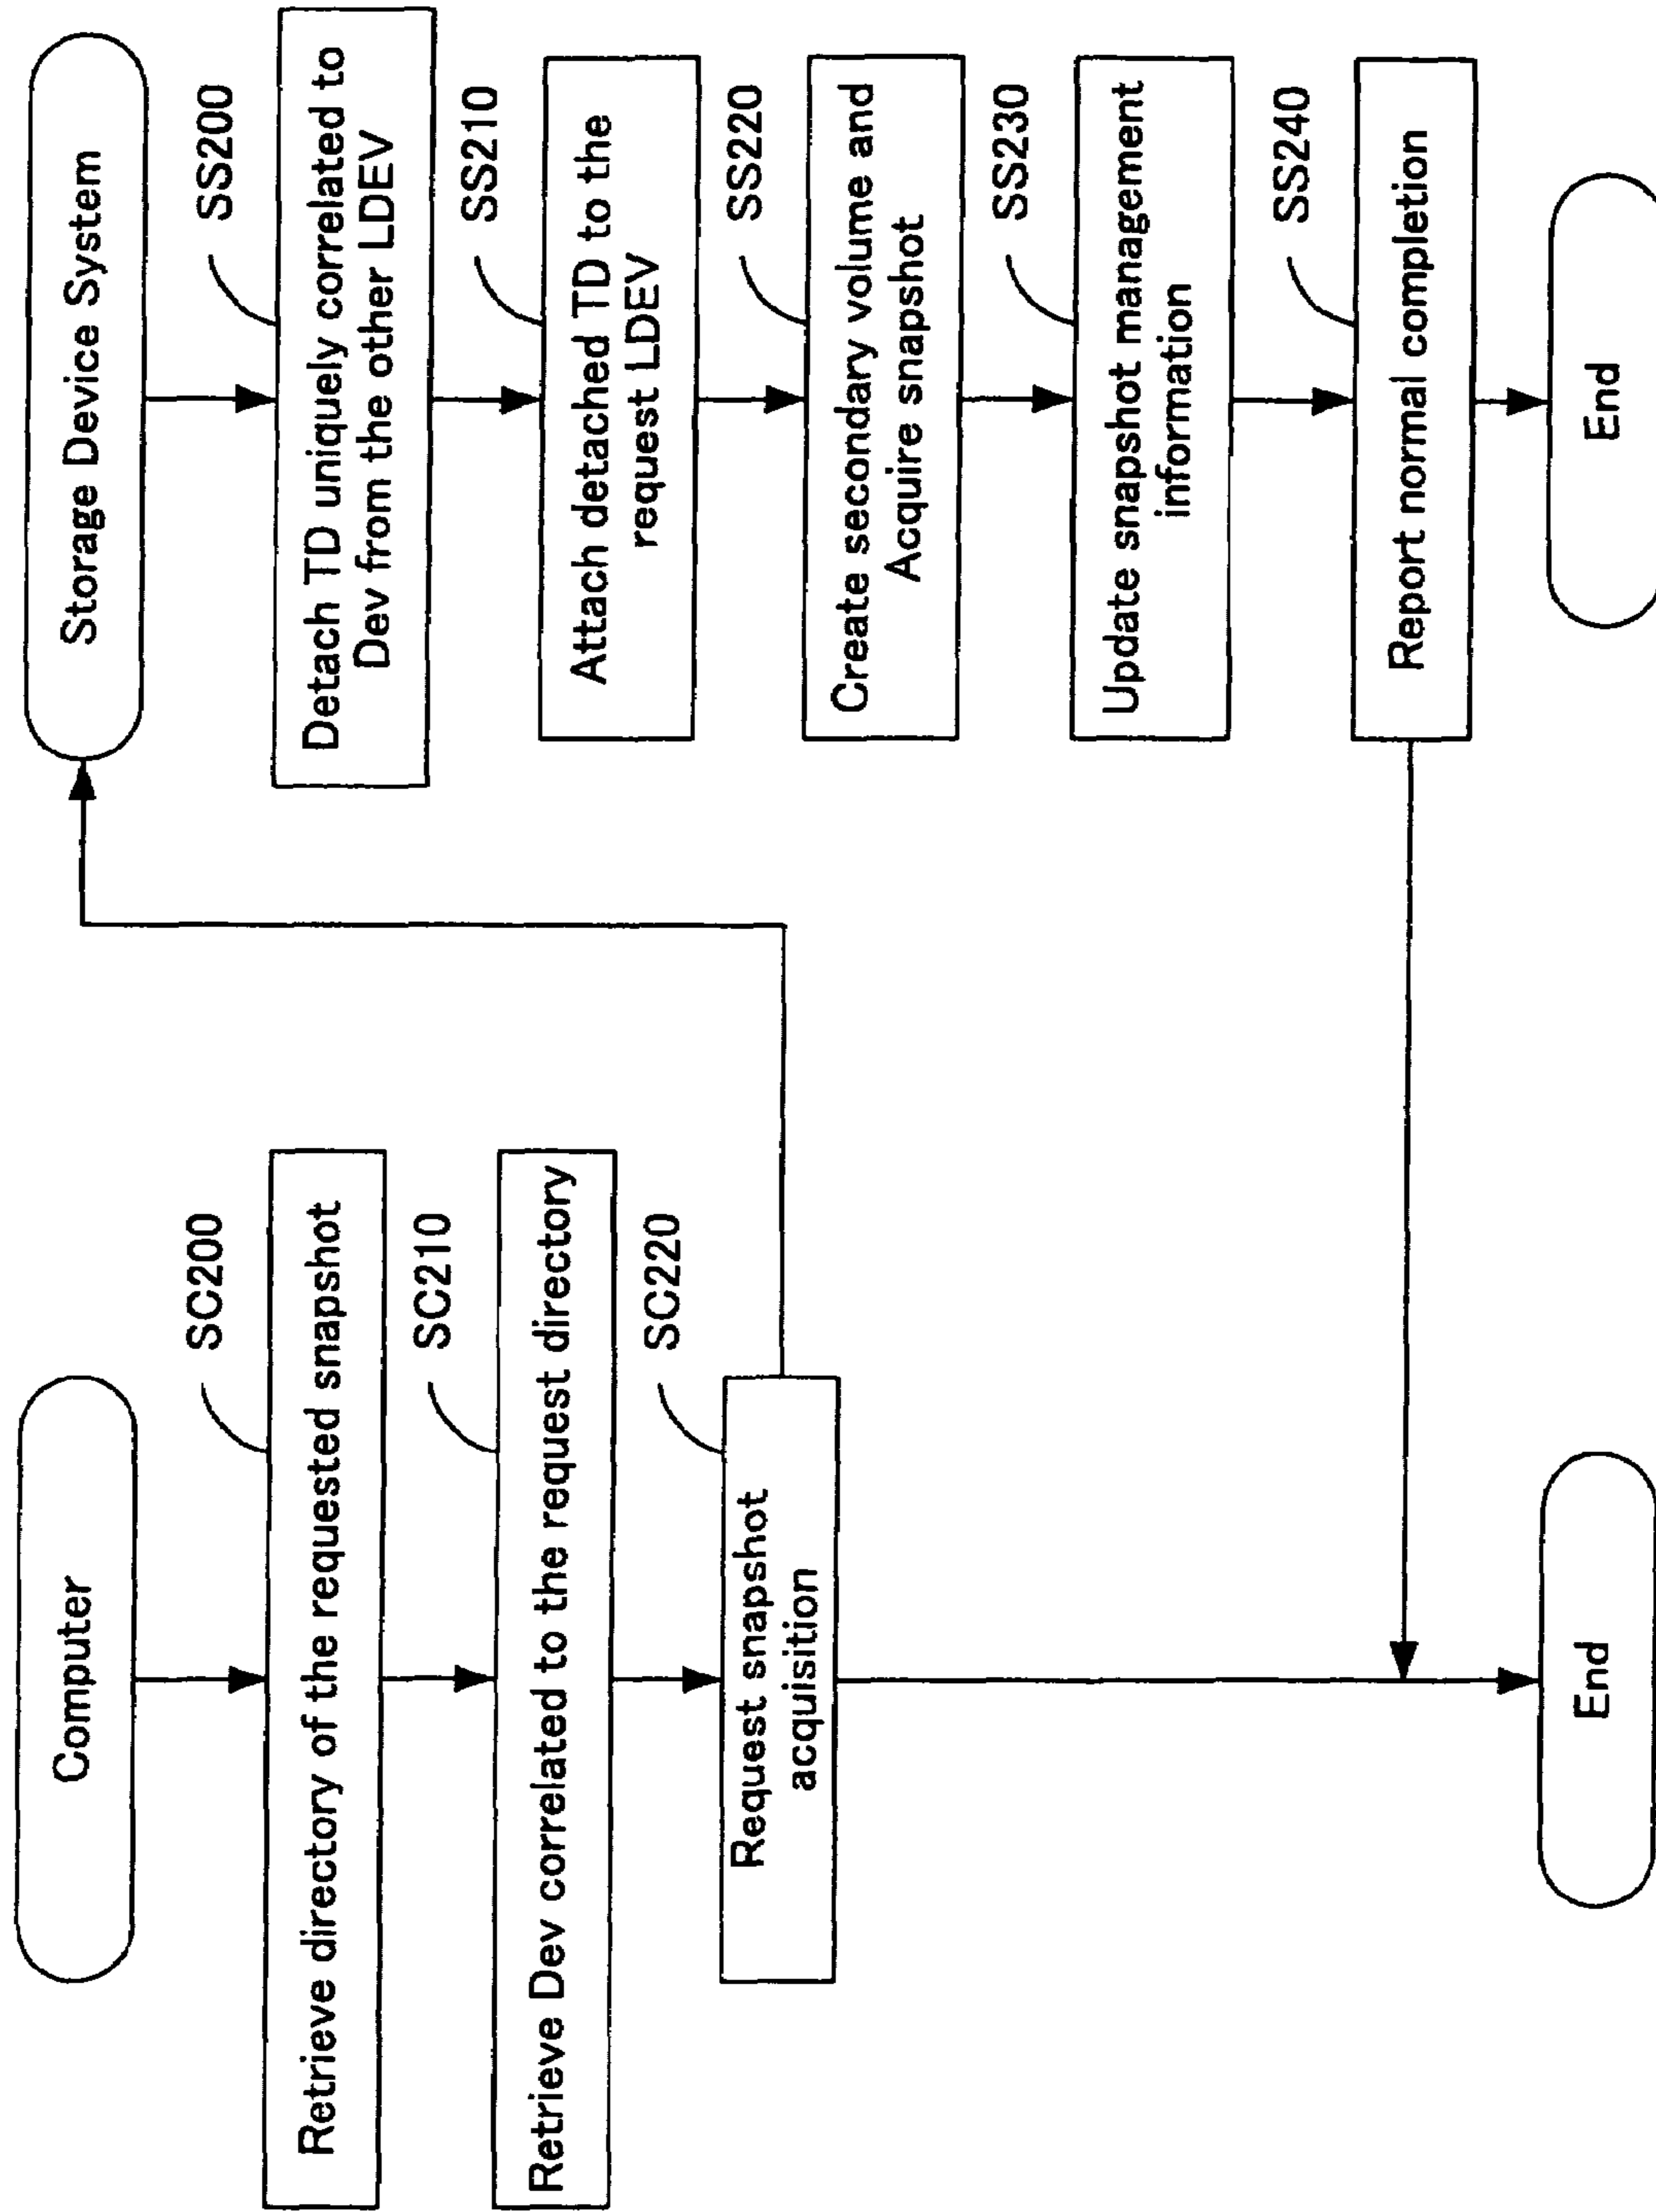 Computer
SC200
Retrieve directory of the requested snapshot
SC210
Retrieve Dev correlated to the request directory
SC220
Request snapshot
acquisition
End
Storage Device System
SS200
Detach TD uniquely correlated to
Dev from the other LDEV
SS210
Attach detached TD to the
request LDEV
SS220
Create secondary volume and
Acquire snapshot
SS230
Update snapshot management
information
SS240
Report normal completion
End